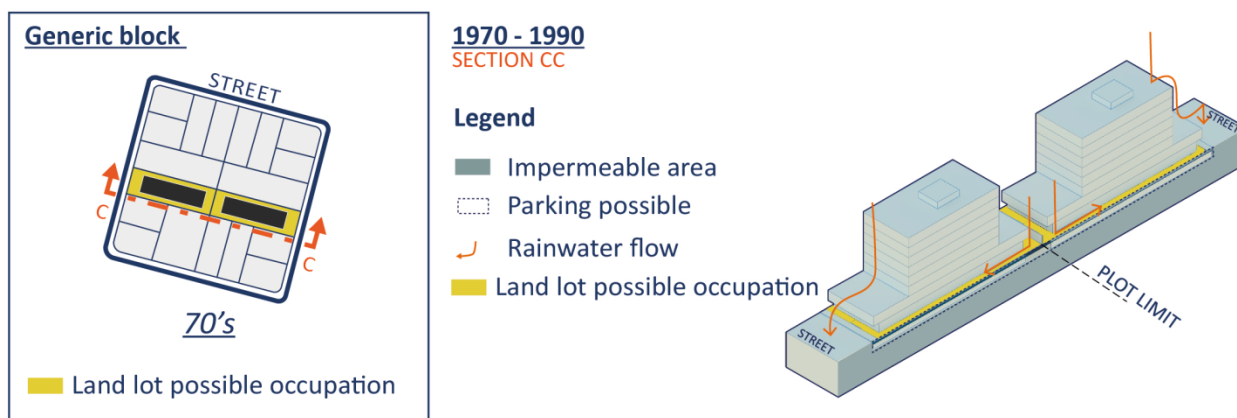 Generic block
STREET
C
C
70's
Land lot possible occupation
1970 - 1990
SECTION CC
Legend
Impermeable area
Parking possible
Rainwater flow
Land lot possible occupation
STREET
STREET
PLOT LIMIT